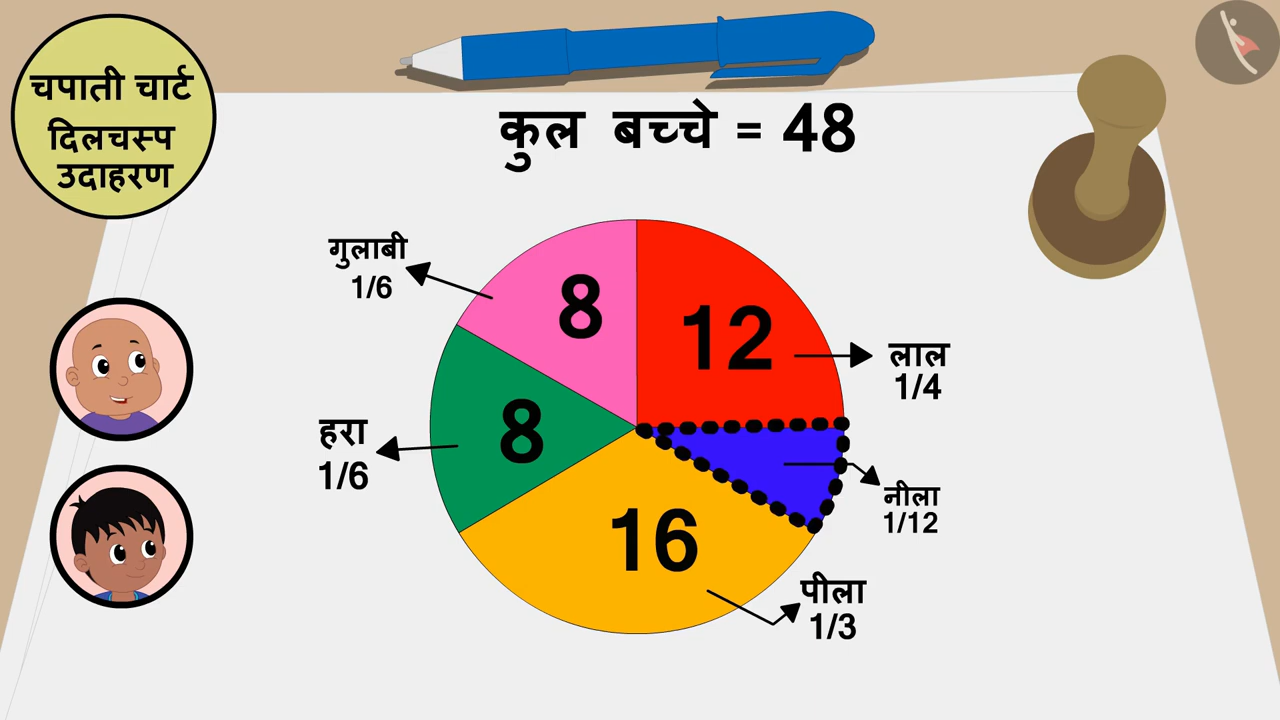 चपाती चार्ट
दिलचस्प
उदाहरण
कुल बच्चे = 48
गुलाबी
1/6
8
12
लाल
1/4
हरा
1/6
8
नीला
1/12
16
पीला
1/3